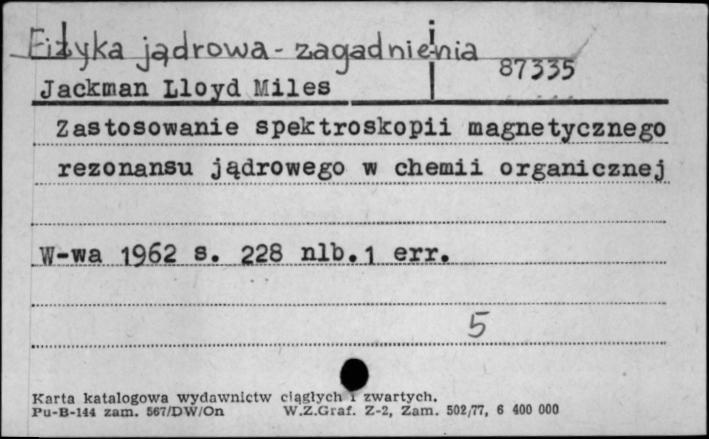 Fizyka jądrowa - zagadnienia
87335
Jackman Lloyd Miles
Zastosowanie spektroskopii magnetycznego
rezonansu jądrowego w chemii organicznej
W-wa 1962 s. 228 nlb.1 err.
5
Karta katalogowa wydawnictw ciągłych i zwartych.
Pu-B-144 zam. 567/DW/On W.Z.Graf. Z-2, Zam. 502/77, 6 400 000